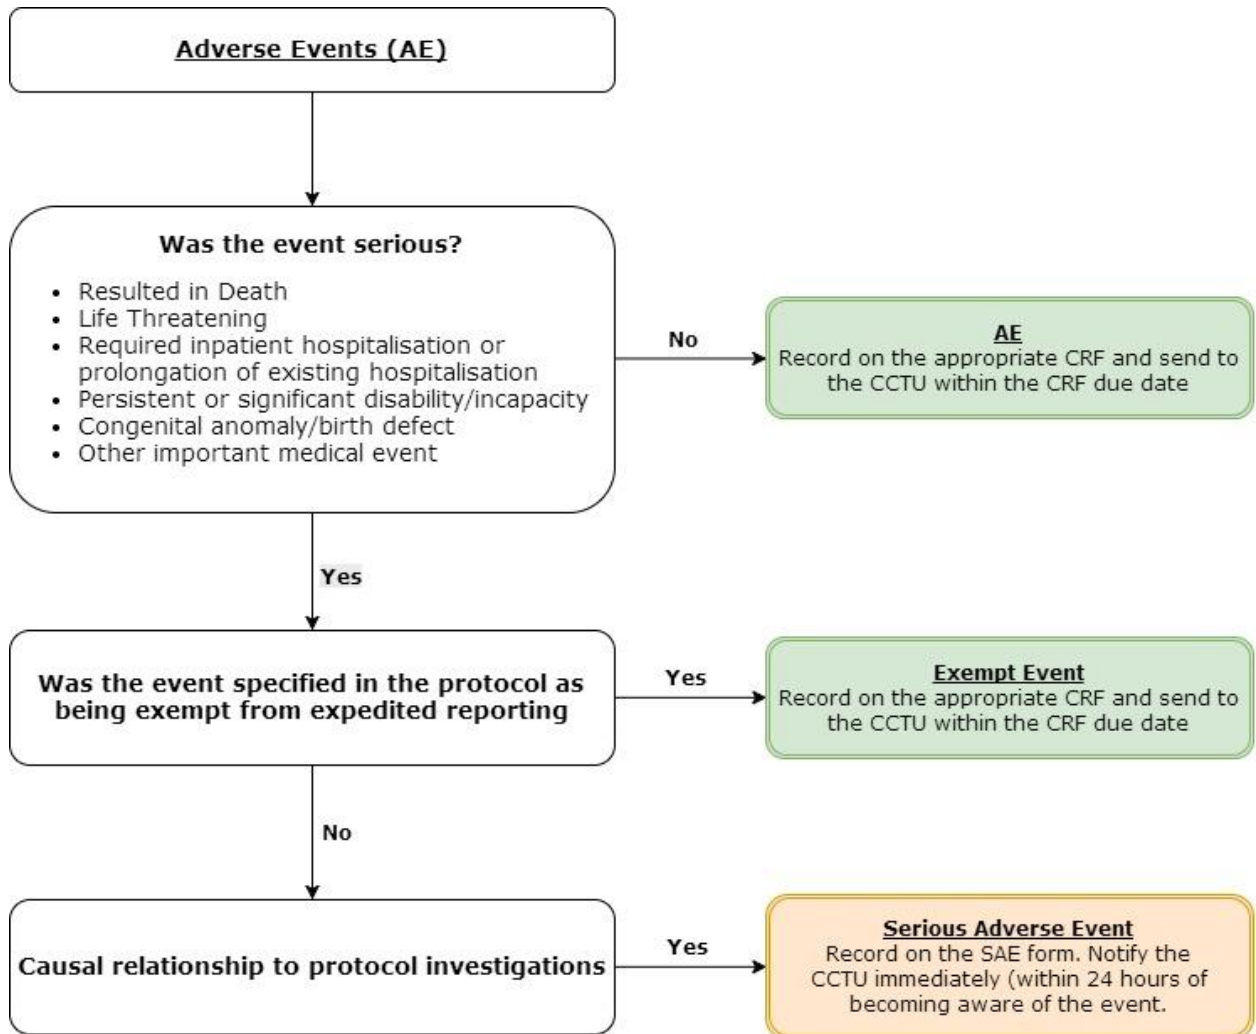 Adverse Events (AE)
Was the event serious?
• Resulted in Death
• Life Threatening
• Required inpatient hospitalisation or
prolongation of existing hospitalisation
• Persistent or significant disability/incapacity
• Congenital anomaly/birth defect
• Other important medical event
No
AE
Record on the appropriate CRF and send to
the CCTU within the CRF due date
Yes
Was the event specified in the protocol as
being exempt from expedited reporting
Yes
Exempt Event
Record on the appropriate CRF and send to
the CCTU within the CRF due date
No
Causal relationship to protocol investigations
Yes
Serious Adverse Event
Record on the SAE form. Notify the
CCTU immediately (within 24 hours of
becoming aware of the event.